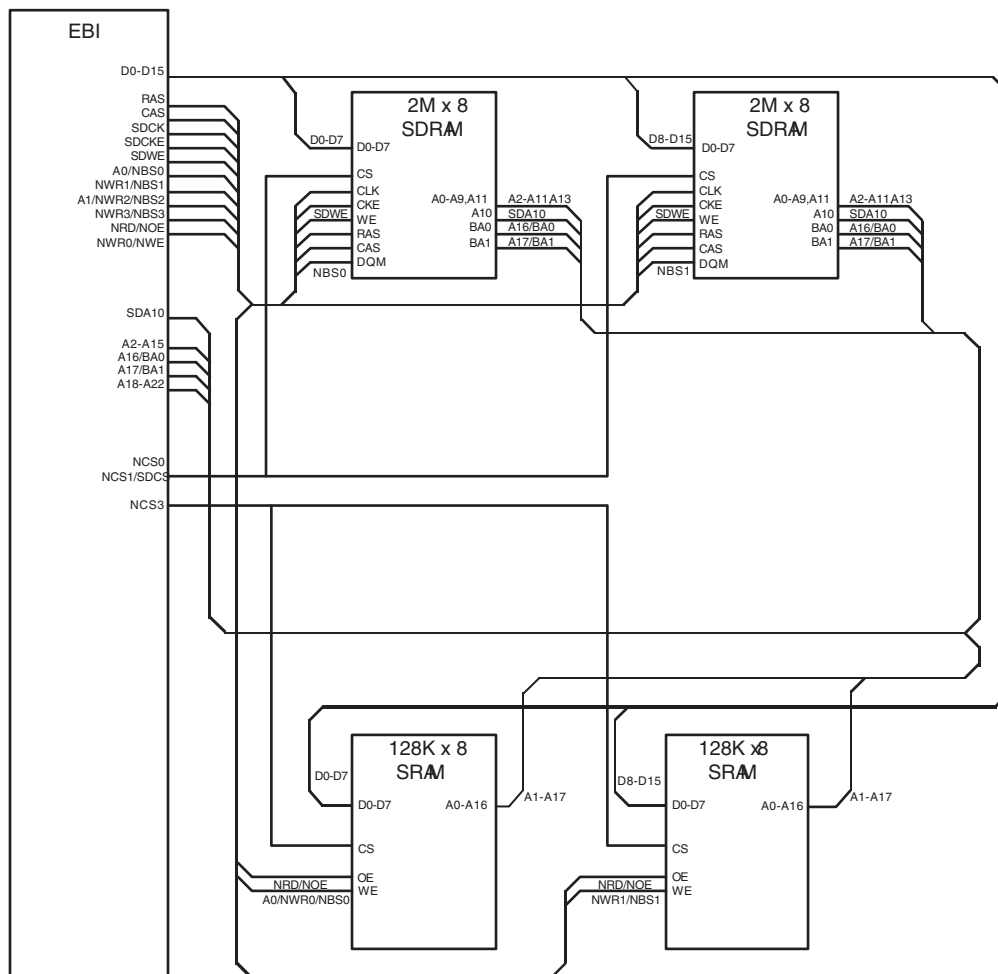 EBI
D0-D15
RAS
CAS
SDCK
SDCKE
SDWE
A0/NBS0
NWR1/NBS1
A1/NWR2/NBS2
NWR3/NBS3
NRD/NOE
NWR0/NWE
SDA10
A2-A15
A16/BA0
A17/BA1
A18-A22
NCS0
NCS1/SDCS
NCS3
2M x 8
SDRAM
D0-D7
D0-D7
CS
CLK
CKE
SDWE
WE
RAS
CAS
DQM
NBS0
A0-A9,A11
A10
BA0
BA1
A2-A11,A13
SDA10
A16/BA0
A17/BA1
2M x 8
SDRAM
D8-D15
D0-D7
CS
CLK
CKE
SDWE
WE
RAS
CAS
DQM
NBS1
A0-A9,A11
A10
BA0
BA1
A2-A11,A13
SDA10
A16/BA0
A17/BA1
128K x 8
SRAM
D0-D7
D0-D7
A0-A16
A1-A17
CS
OE
NRD/NOE
WE
A0/NWR0/NBS0
128K x8
SRAM
D8-D15
D0-D7
A0-A16
A1-A17
CS
OE
NRD/NOE
WE
NWR1/NBS1